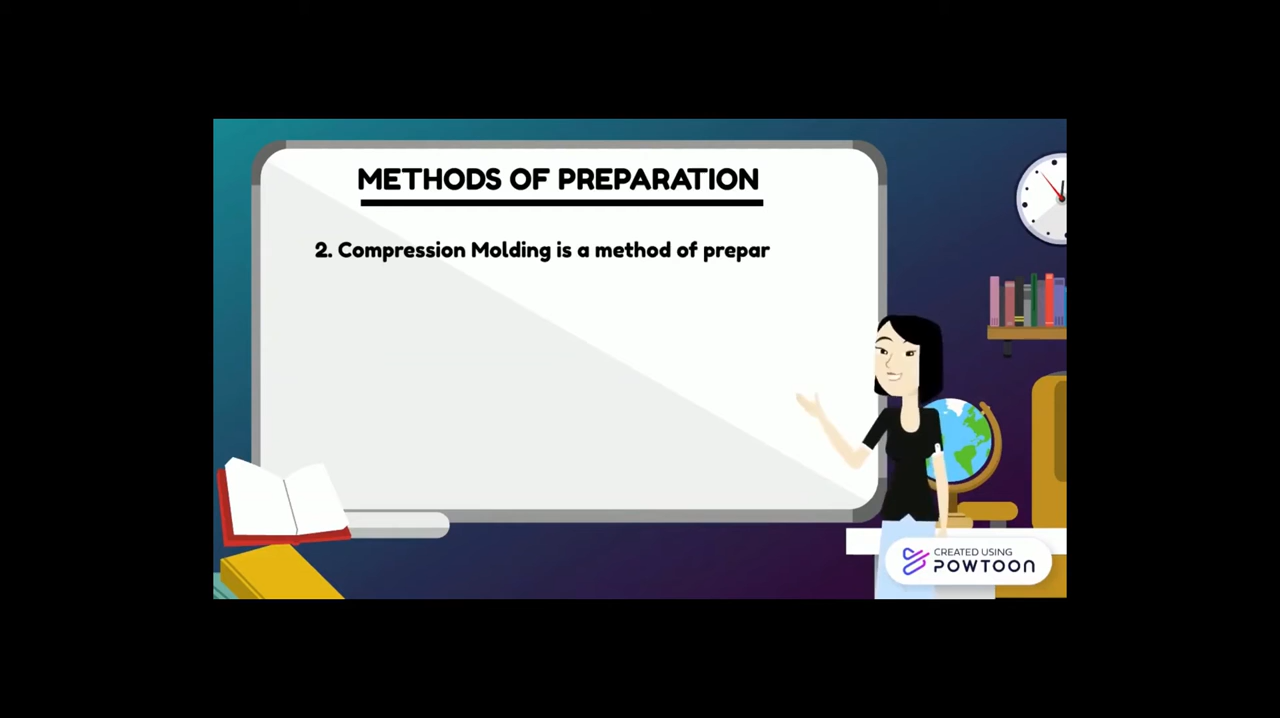 METHODS OF PREPARATION
2. Compression Molding is a method of prepar
CREATED USING
POWTOON